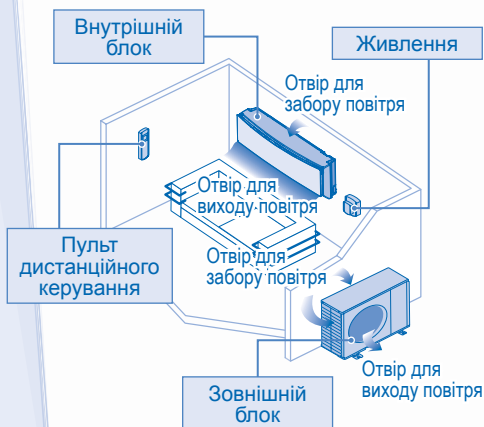 Внутрішній
блок
Живлення
Отвір для
забору повітря
Отвір для
виходу повітря
Пульт
дистанційного
керування
Отвір для
забору повітря
Отвір для
виходу повітря
Зовнішній
блок